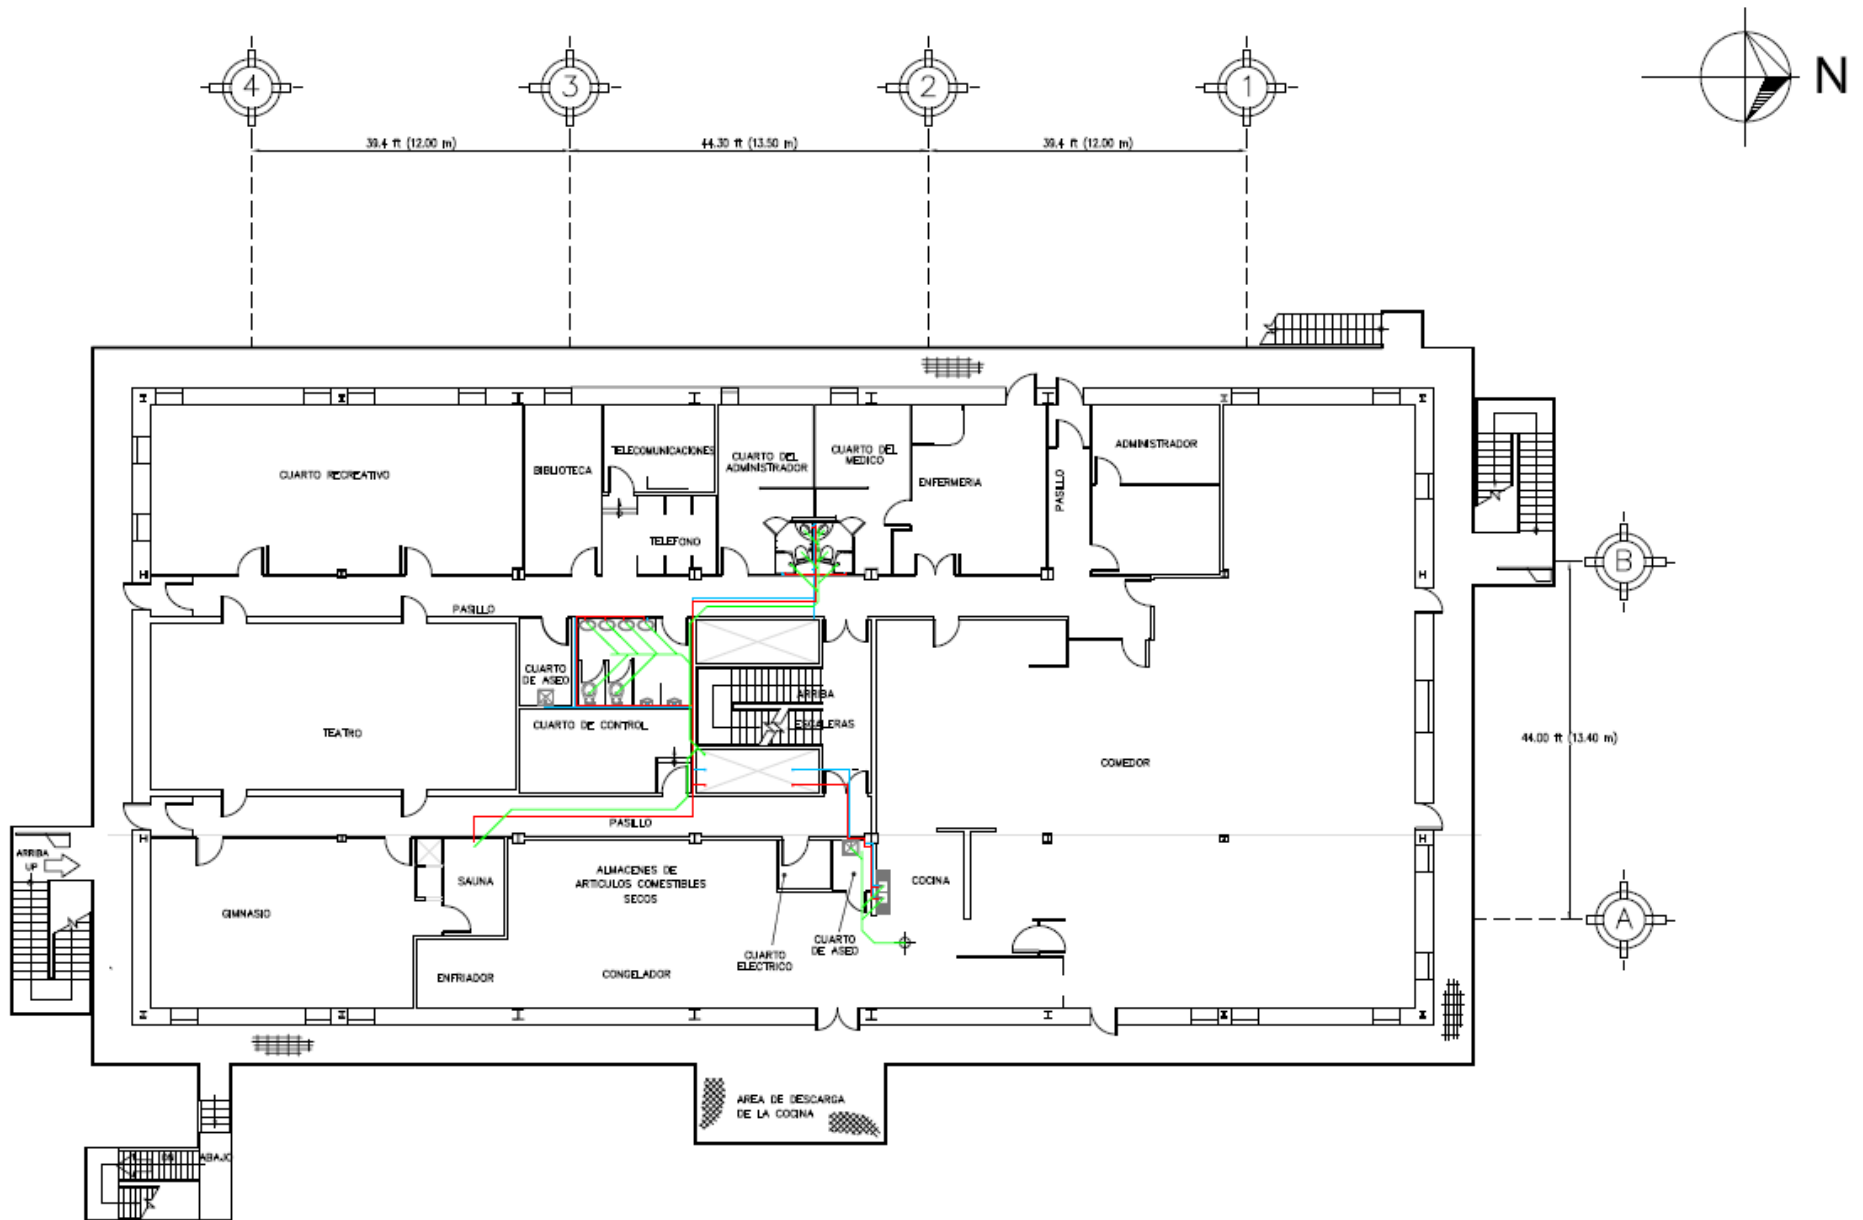 N
4
3
2
1
39.4 ft (12.00 m)
44.30 ft (13.50 m)
39.4 ft (12.00 m)
CUARTO RECREATIVO
BIBLIOTECA
TELECOMUNICACIONES
CUARTO DEL
ADMINISTRADOR
CUARTO DEL
MEDICO
ENFERMERIA
PASILLO
ADMINISTRADOR
TELEFONO
B
PASILLO
CUARTO
DE ASEO
CUARTO DE CONTROL
ARRIBA
ESCALERAS
TEATRO
COMEDOR
44.00 ft (13.40 m)
PASILLO
ARRIBA
UP
GIMNASIO
SAUNA
ALMACENES DE
ARTICULOS COMESTIBLES
SECOS
COCINA
A
CUARTO
ELECTRICO
CUARTO
DE ASEO
ENFRIADOR
CONGELADOR
AREA DE DESCARGA
DE LA COCINA
DN
ABAJO